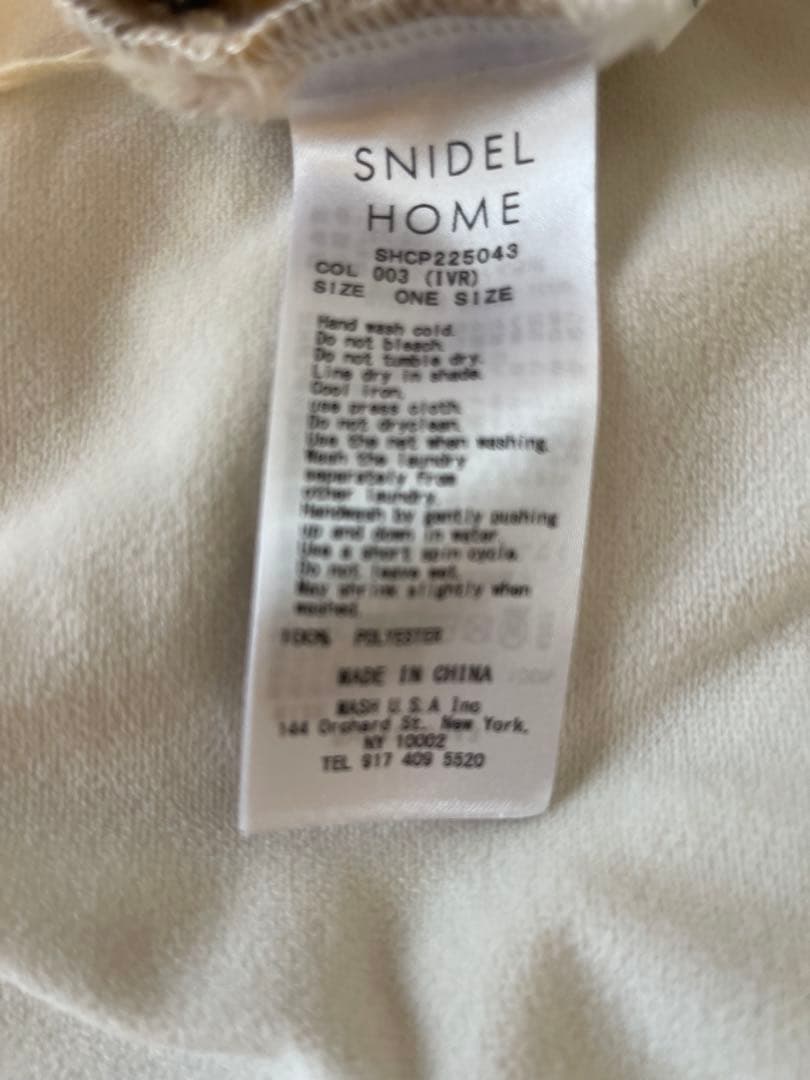 SNIDEL
HOME
SHCP225043
COL 003 (IVR)
SIZE ONE SIZE
Hand wash cold.
Do not bleach.
Do not tumble dry.
Line dry in shade.
Cool iron,
use press cloth.
Do not dryclean.
Use the net when washing.
Wash the laundry
separately from
other laundry.
Handwash by gently pushing
up and down in water.
Use a short spin cycle.
Do not leave wet.
May shrink slightly when
washed.
100% POLYESTER
MADE IN CHINA
MASH U.S.A Inc
144 Orchard St. New York,
NY 10002
TEL 917 409 5520